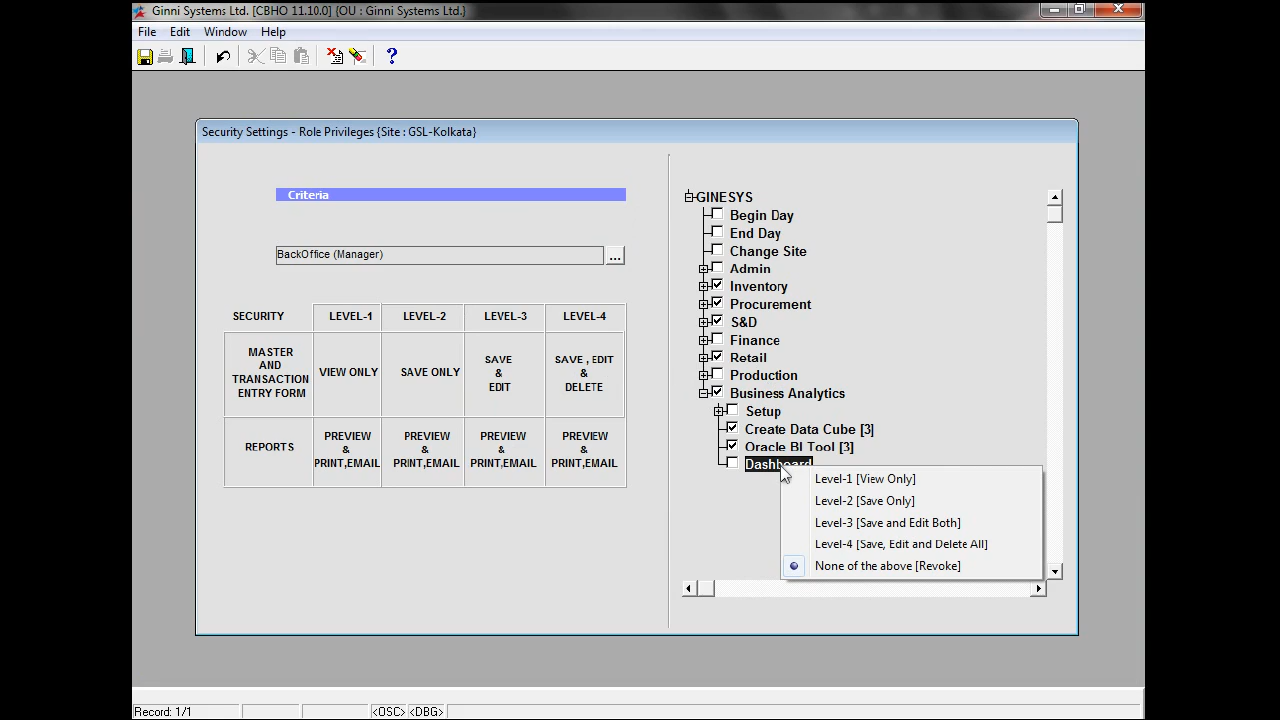 Ginni Systems Ltd. [CBHO 11.10.0] {OU : Ginni Systems Ltd.}
File Edit Window Help
Security Settings - Role Privileges {Site : GSL-Kolkata}
Criteria
BackOffice (Manager)
...
SECURITY LEVEL-1 LEVEL-2 LEVEL-3 LEVEL-4
MASTER
AND
TRANSACTION
ENTRY FORM
VIEW ONLY
SAVE ONLY
SAVE
&
EDIT
SAVE , EDIT
&
DELETE
REPORTS
PREVIEW
&
PRINT,EMAIL
PREVIEW
&
PRINT,EMAIL
PREVIEW
&
PRINT,EMAIL
PREVIEW
&
PRINT,EMAIL
GINESYS
Begin Day
End Day
Change Site
Admin
Inventory
Procurement
S&D
Finance
Retail
Production
Business Analytics
Setup
Create Data Cube [3]
Oracle BI Tool [3]
Dashboard
Level-1 [View Only]
Level-2 [Save Only]
Level-3 [Save and Edit Both]
Level-4 [Save, Edit and Delete All]
None of the above [Revoke]
Record: 1/1 <OSC> <DBG>